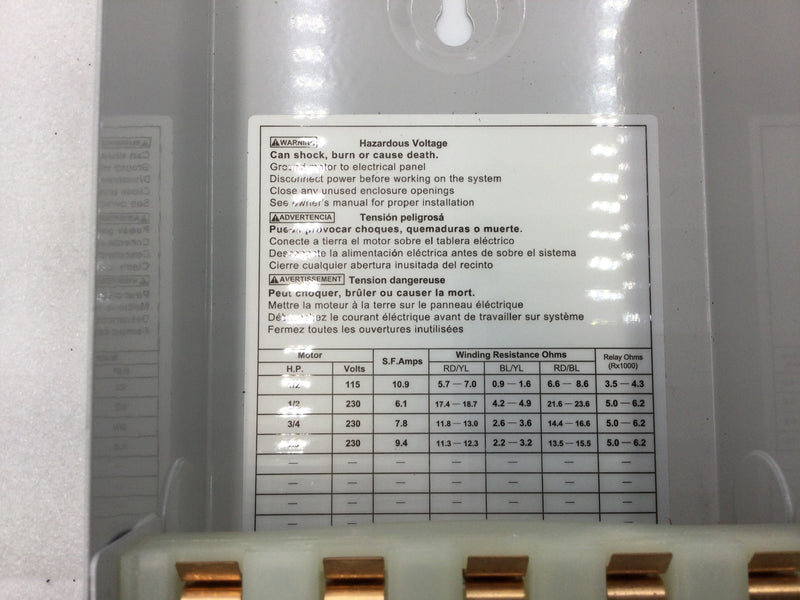 WARNING Hazardous Voltage
Can shock, burn or cause death.
Ground motor to electrical panel
Disconnect power before working on the system
Close any unused enclosure openings
See owner's manual for proper installation
ADVERTENCIA Tensión peligrosá
Pueda provocar choques, quemaduras o muerte.
Conecte a tierra el motor sobre el tablera eléctrico
la alimentación eléctrica antes de sobre el sistema
Cierre cualquier abertura inusitada del recinto
AVERTISSEMENT Tension dangereuse
Peut choquer, brûler ou causer la mort.
Mettre la moteur à la terre sur le panneau éléctrique
le courant éléctrique avant de travailler sur système
Fermez toutes les ouvertures inutilisées
Motor S.F.Amps Winding Resistance Ohms Relay Ohms (Rx1000)
H.P. Volts RD/YL BL/YL RD/BL
1/2 115 10.9 5.7 — 7.0 0.9 — 1.6 6.6 — 8.6 3.5 — 4.3
1/2 230 6.1 17.4 — 18.7 4.2 — 4.9 21.6 — 23.6 5.0 — 6.2
3/4 230 7.8 11.8 — 13.0 2.6 — 3.6 14.4 — 16.6 5.0 — 6.2
230 9.4 11.3 — 12.3 2.2 — 3.2 13.5 — 15.5 5.0 — 6.2
— — — — — — —
— — — — — — —
— — — — — — —
— — — — — — —